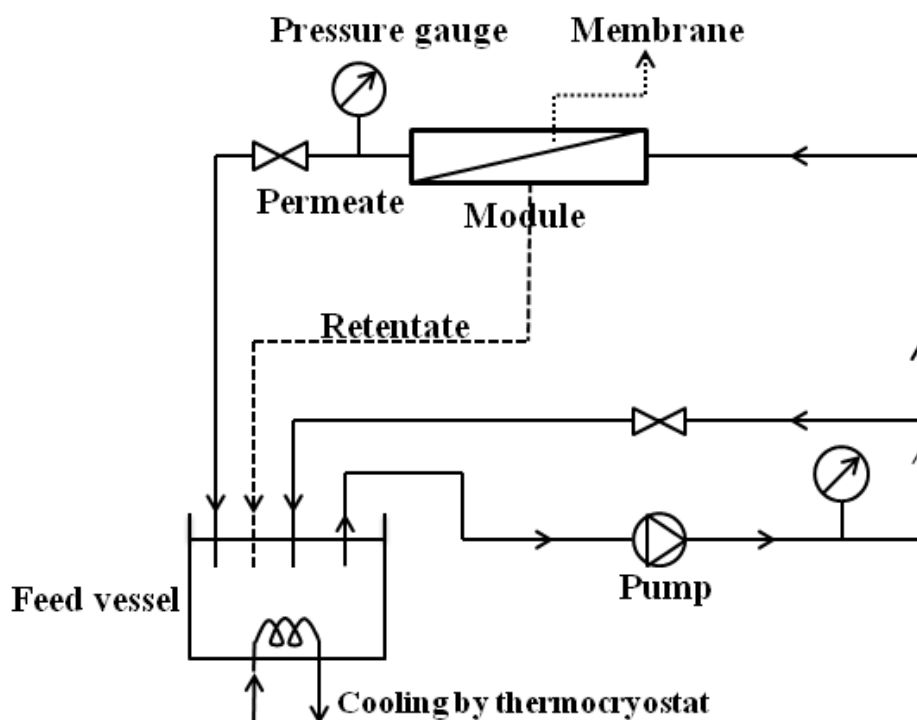 Pressure gauge
Membrane
Permeate
Module
Retentate
Pump
Feed vessel
Cooling by thermocryostat